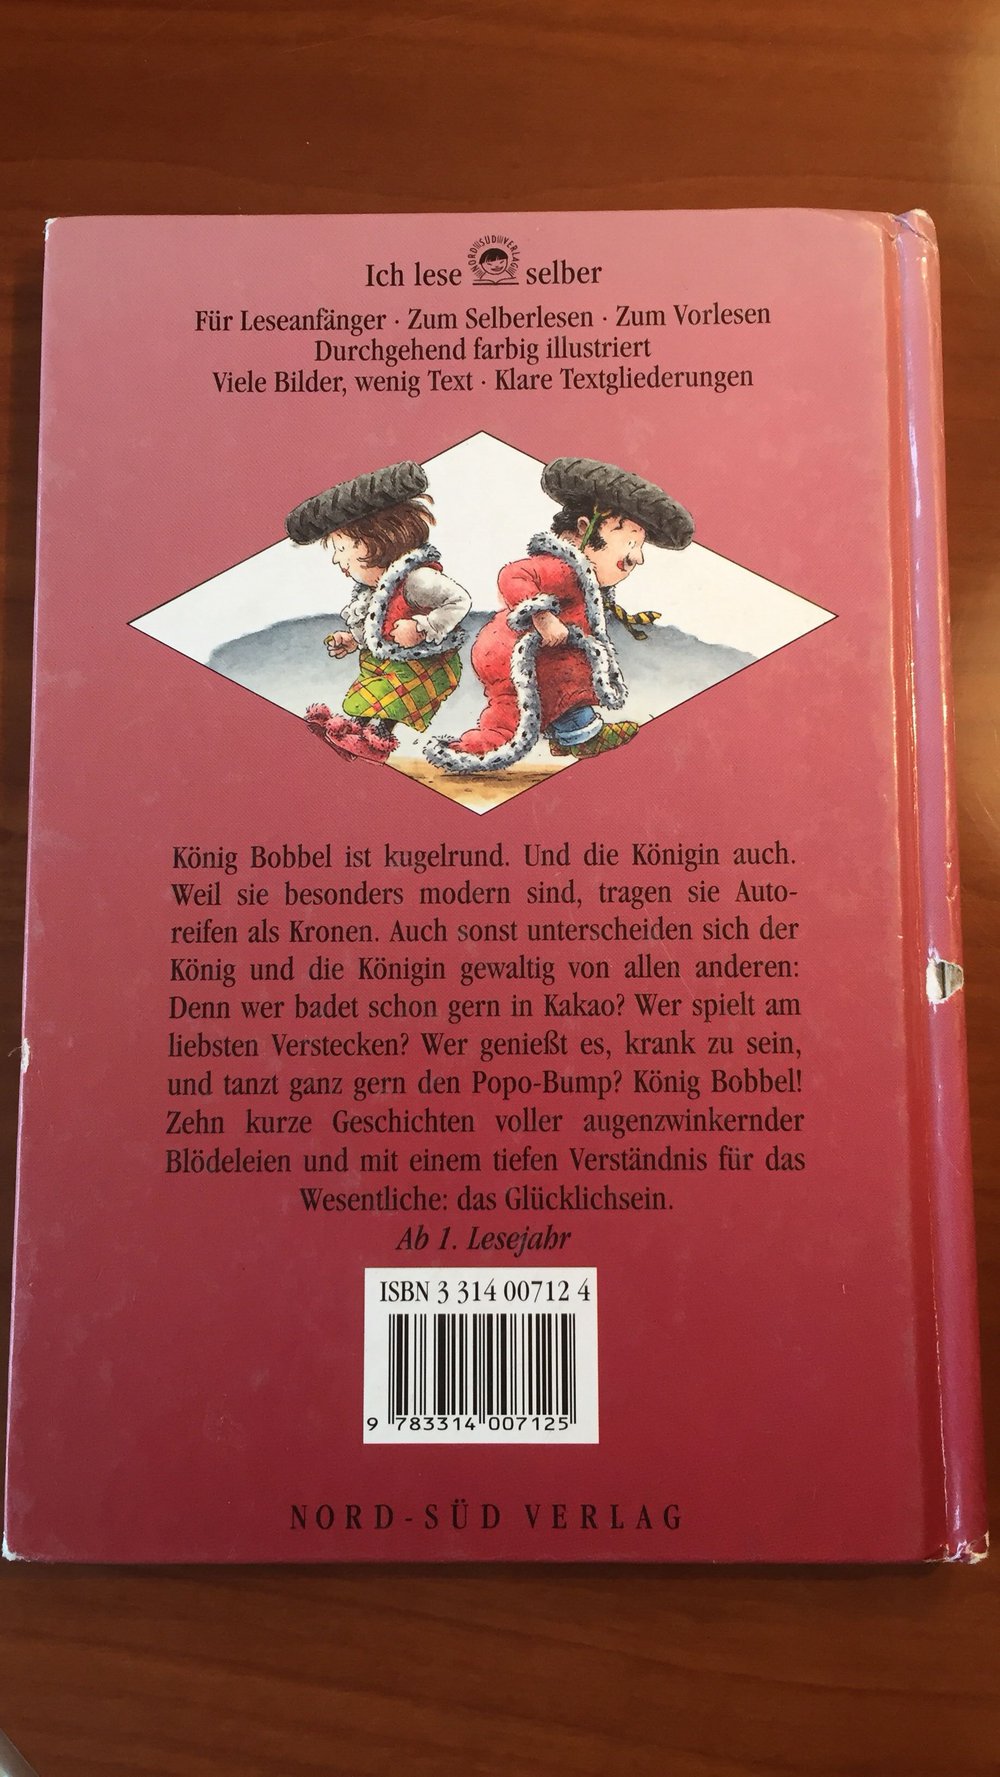 NORD SÜD VERLAG
Ich lese selber
Für Leseanfänger · Zum Selberlesen · Zum Vorlesen
Durchgehend farbig illustriert
Viele Bilder, wenig Text · Klare Textgliederungen
König Bobbel ist kugelrund. Und die Königin auch.
Weil sie besonders modern sind, tragen sie Auto-
reifen als Kronen. Auch sonst unterscheiden sich der
König und die Königin gewaltig von allen anderen:
Denn wer badet schon gern in Kakao? Wer spielt am
liebsten Verstecken? Wer genießt es, krank zu sein,
und tanzt ganz gern den Popo-Bump? König Bobbel!
Zehn kurze Geschichten voller augenzwinkernder
Blödeleien und mit einem tiefen Verständnis für das
Wesentliche: das Glücklichsein.
Ab 1. Lesejahr
ISBN 3 314 00712 4
9 783314 007125
NORD-SÜD VERLAG